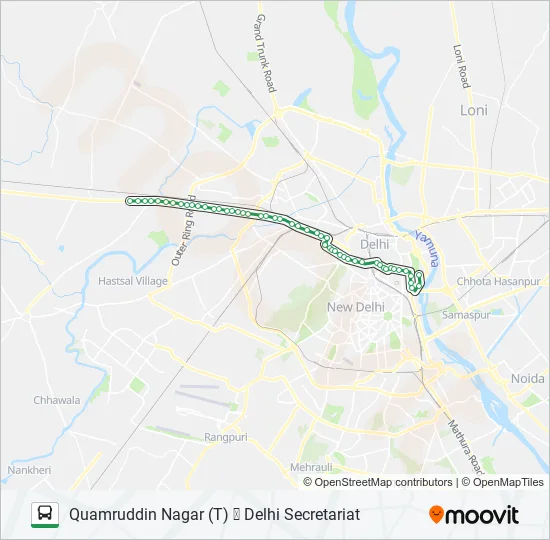 Grand Trunk Road
Loni Road
Loni
Outer Ring Road
Delhi
Yamuna
Hastsal Village
Chhota Hasanpur
New Delhi
Samaspur
Noida
Chhawala
Rangpuri
Mathura Road
Mehrauli
Nankheri
© OpenStreetMap contributors | © OpenMapTiles
Quamruddin Nagar (T) ￿ Delhi Secretariat
moovit